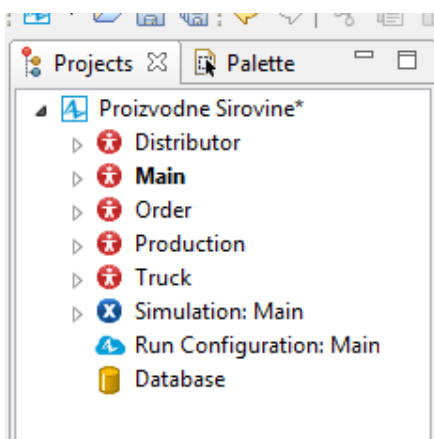 Projects Palette
Proizvodne Sirovine*
Distributor
Main
Order
Production
Truck
Simulation: Main
Run Configuration: Main
Database